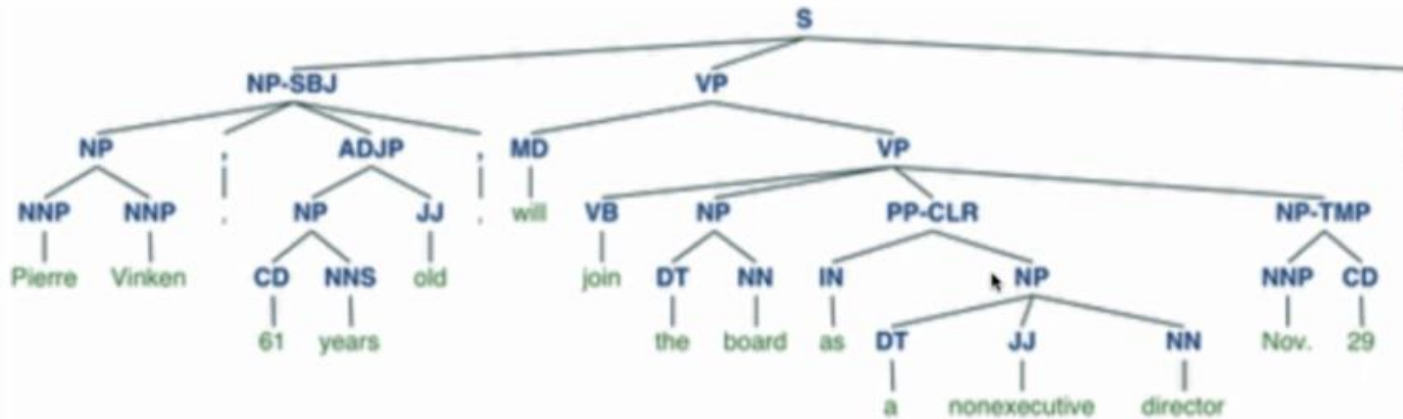 S
NP-SBJ VP
NP , ADJP , MD VP
NNP NNP NP JJ will VB NP PP-CLR NP-TMP
Pierre Vinken CD NNS old join DT NN IN NP NNP CD
61 years the board as DT JJ NN Nov. 29
a nonexecutive director